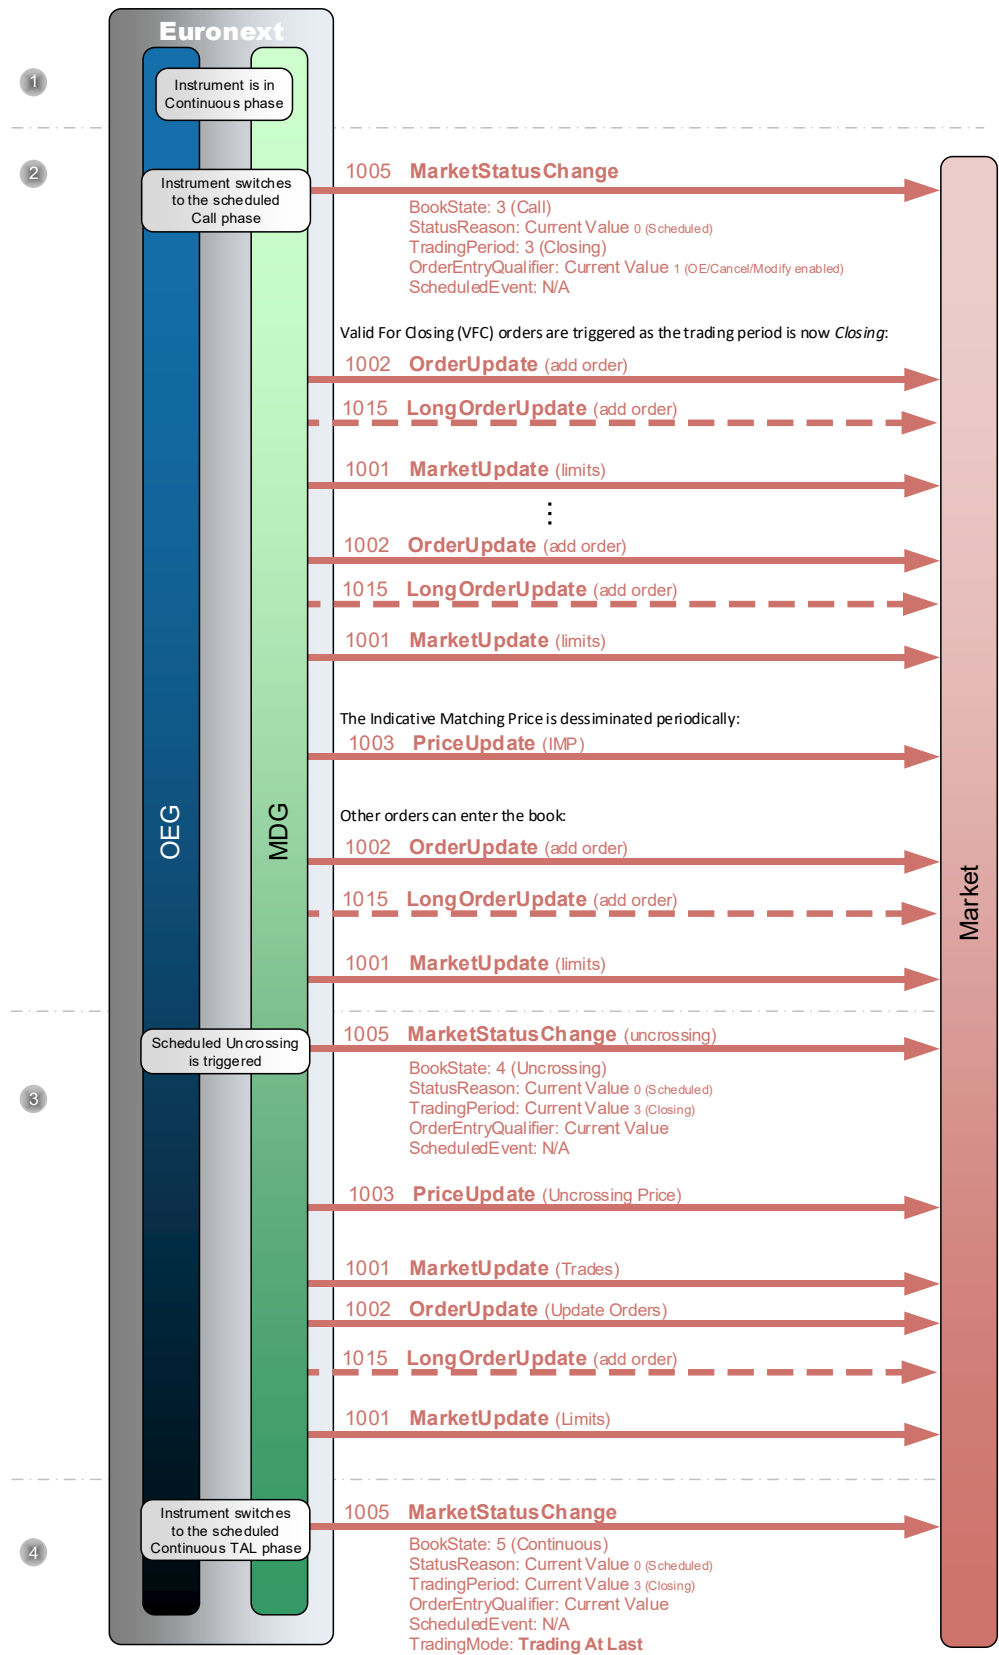 Euronext
1
Instrument is in
Continuous phase
2
Instrument switches
to the scheduled
Call phase
1005 MarketStatusChange
BookState: 3 (Call)
StatusReason: Current Value 0 (Scheduled)
TradingPeriod: 3 (Closing)
OrderEntryQualifier: Current Value 1 (OE/Cancel/Modify enabled)
ScheduledEvent: N/A
Valid For Closing (VFC) orders are triggered as the trading period is now Closing:
1002 OrderUpdate (add order)
1015 LongOrderUpdate (add order)
1001 MarketUpdate (limits)
⋮
1002 OrderUpdate (add order)
1015 LongOrderUpdate (add order)
1001 MarketUpdate (limits)
The Indicative Matching Price is dessiminated periodically:
1003 PriceUpdate (IMP)
OEG
MDG
Market
Other orders can enter the book:
1002 OrderUpdate (add order)
1015 LongOrderUpdate (add order)
1001 MarketUpdate (limits)
3
Scheduled Uncrossing
is triggered
1005 MarketStatusChange (uncrossing)
BookState: 4 (Uncrossing)
StatusReason: Current Value 0 (Scheduled)
TradingPeriod: Current Value 3 (Closing)
OrderEntryQualifier: Current Value
ScheduledEvent: N/A
1003 PriceUpdate (Uncrossing Price)
1001 MarketUpdate (Trades)
1002 OrderUpdate (Update Orders)
1015 LongOrderUpdate (add order)
1001 MarketUpdate (Limits)
4
Instrument switches
to the scheduled
Continuous TAL phase
1005 MarketStatusChange
BookState: 5 (Continuous)
StatusReason: Current Value 0 (Scheduled)
TradingPeriod: Current Value 3 (Closing)
OrderEntryQualifier: Current Value
ScheduledEvent: N/A
TradingMode: Trading At Last